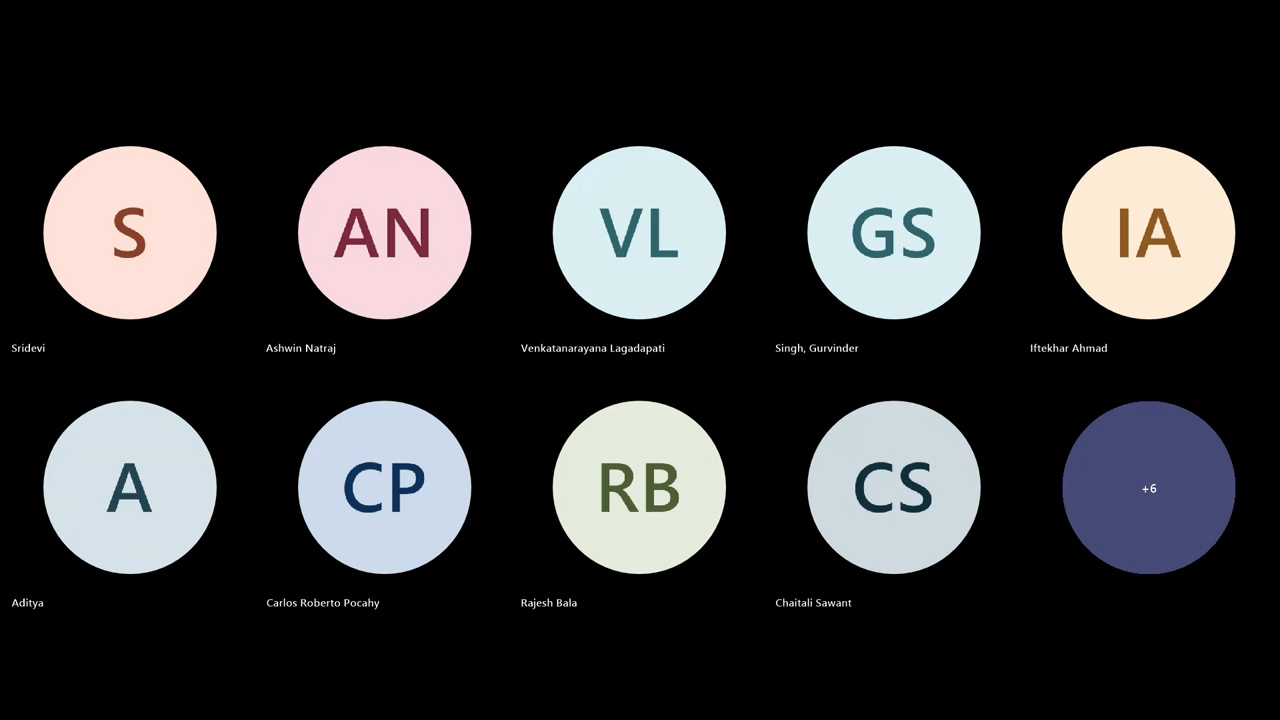 S
AN
VL
GS
IA
Sridevi
Ashwin Natraj
Venkatanarayana Lagadapati
Singh, Gurvinder
Iftekhar Ahmad
A
CP
RB
CS
+6
Aditya
Carlos Roberto Pocahy
Rajesh Bala
Chaitali Sawant